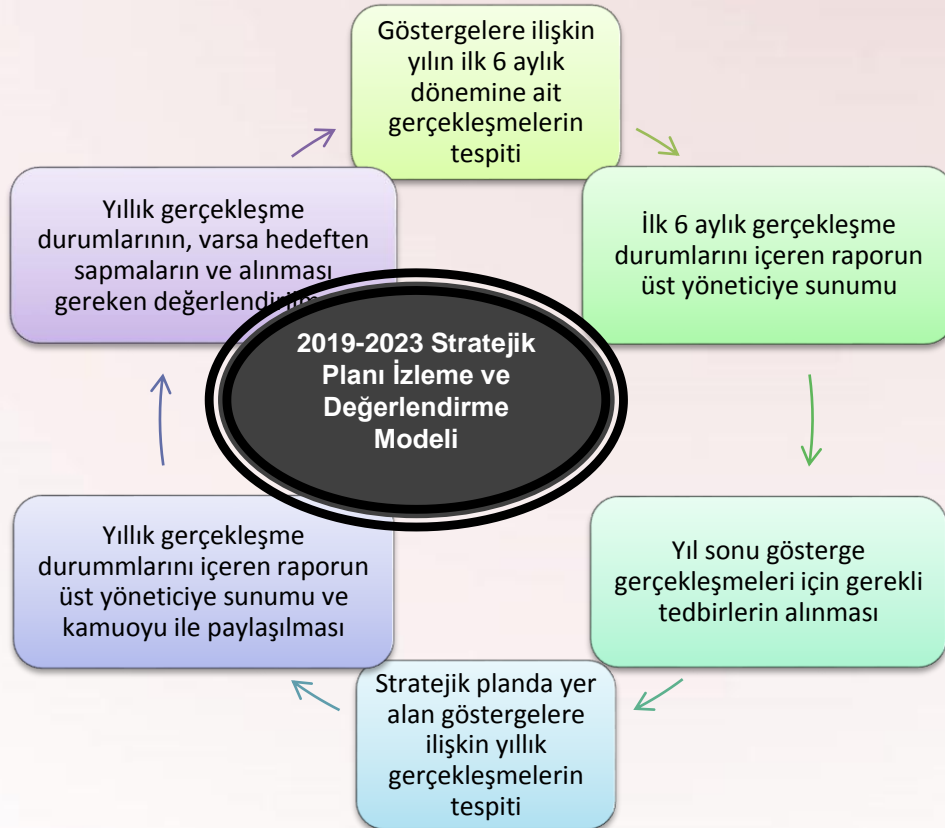 Göstergelere ilişkin
yılın ilk 6 aylık
dönemine ait
gerçekleşmelerin
tespiti
İlk 6 aylık gerçekleşme
durumlarını içeren raporun
üst yöneticiye sunumu
Yıl sonu gösterge
gerçekleşmeleri için gerekli
tedbirlerin alınması
Stratejik planda yer
alan göstergelere
ilişkin yıllık
gerçekleşmelerin
tespiti
Yıllık gerçekleşme
durummlarını içeren raporun
üst yöneticiye sunumu ve
kamuoyu ile paylaşılması
Yıllık gerçekleşme
durumlarının, varsa hedeften
sapmaların ve alınması
gereken
2019-2023 Stratejik
Planı İzleme ve
Değerlendirme
Modeli